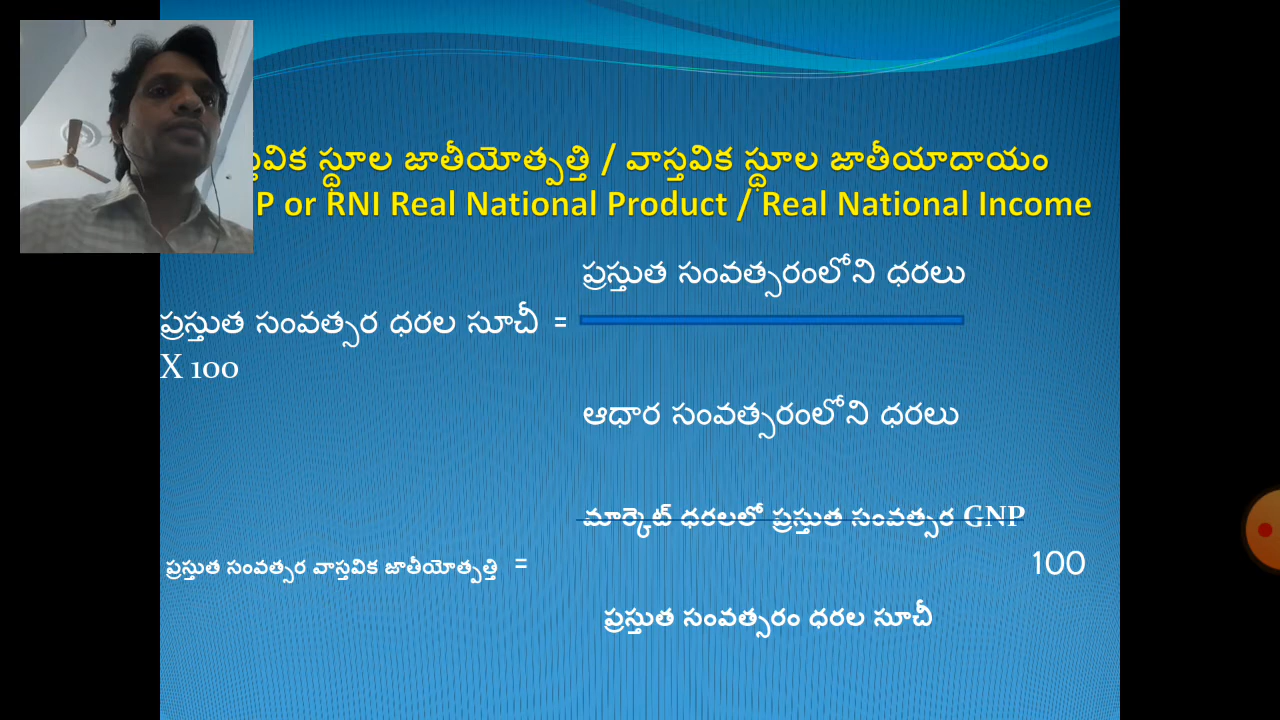 స్థూల జాతీయోత్పత్తి / వాస్తవిక స్థూల జాతీయాదాయం
P or RNI Real National Product / Real National Income
ప్రస్తుత సంవత్సరంలోని ధరలు
ప్రస్తుత సంవత్సర ధరల సూచీ =
X 100
ఆధార సంవత్సరంలోని ధరలు
మార్కెట్ ధరలలో ప్రస్తుత సంవత్సర GNP
ప్రస్తుత సంవత్సర వాస్తవిక జాతీయోత్పత్తి = 100
ప్రస్తుత సంవత్సరం ధరల సూచీ